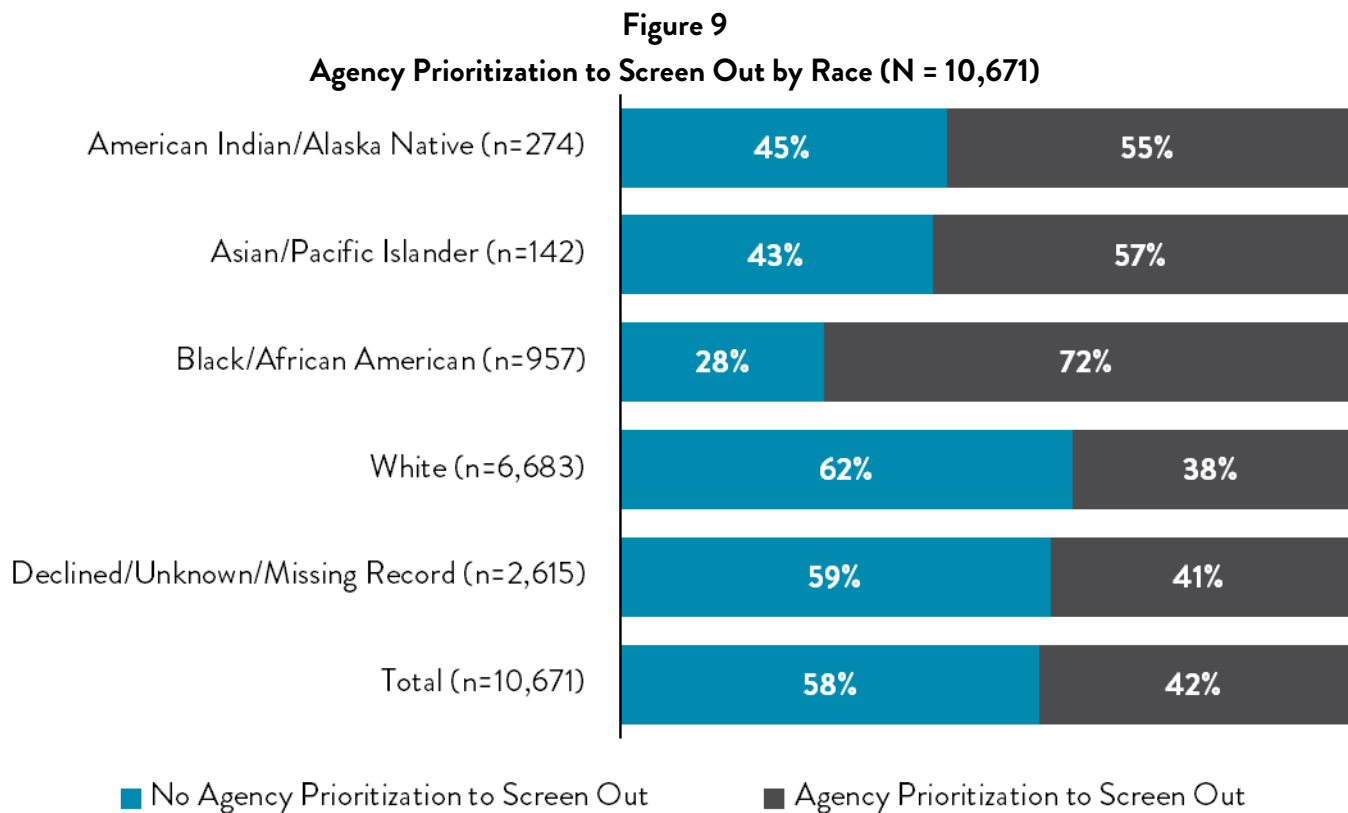 Figure 9
Agency Prioritization to Screen Out by Race (N = 10,671)
American Indian/Alaska Native (n=274) 45% 55%
Asian/Pacific Islander (n=142) 43% 57%
Black/African American (n=957) 28% 72%
White (n=6,683) 62% 38%
Declined/Unknown/Missing Record (n=2,615) 59% 41%
Total (n=10,671) 58% 42%
No Agency Prioritization to Screen Out Agency Prioritization to Screen Out